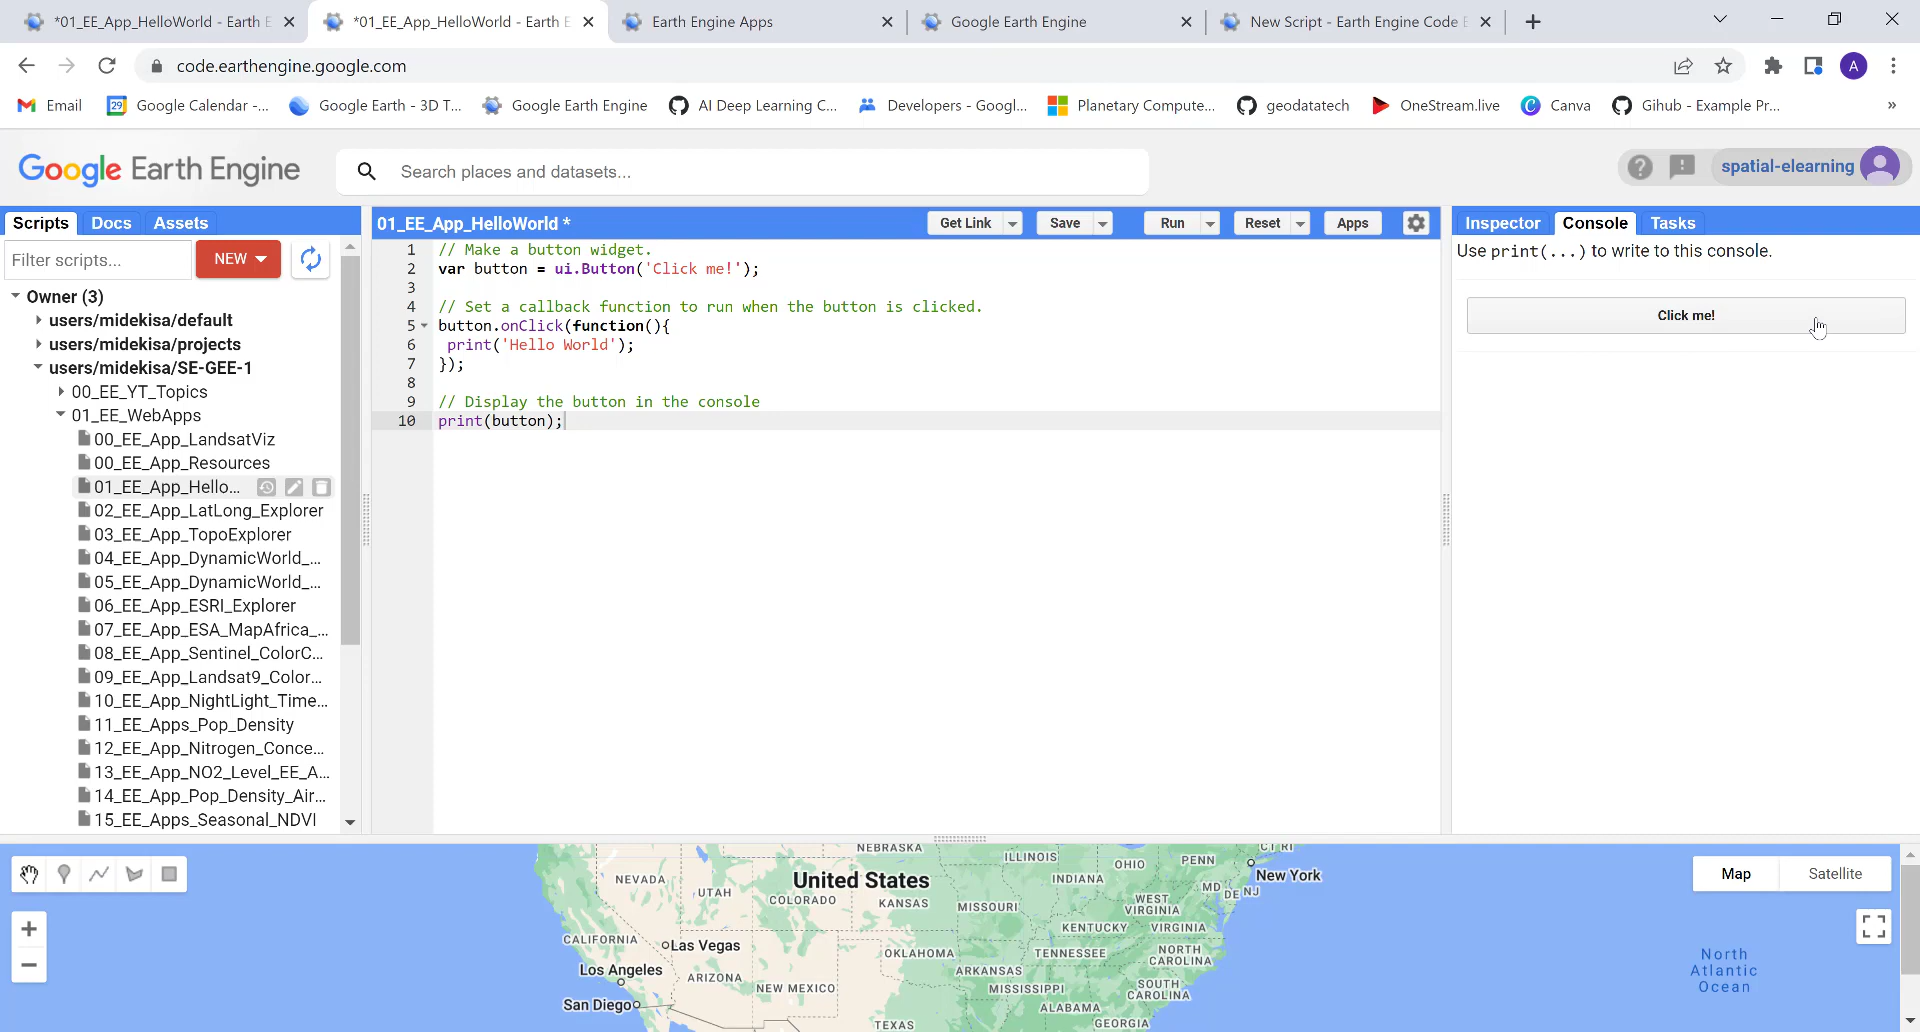 *01_EE_App_HelloWorld - Earth E
*01_EE_App_HelloWorld - Earth E
Earth Engine Apps
Google Earth Engine
New Script - Earth Engine Code E
code.earthengine.google.com
A
Email
29
Google Calendar -...
Google Earth - 3D T...
Google Earth Engine
AI Deep Learning C...
Developers - Googl...
Planetary Compute...
geodatatech
OneStream.live
Canva
Gihub - Example Pr...
»
Google Earth Engine
Search places and datasets...
spatial-elearning
Scripts
Docs
Assets
Filter scripts...
NEW
Owner (3)
users/midekisa/default
users/midekisa/projects
users/midekisa/SE-GEE-1
00_EE_YT_Topics
01_EE_WebApps
00_EE_App_LandsatViz
00_EE_App_Resources
01_EE_App_Hello...
02_EE_App_LatLong_Explorer
03_EE_App_TopoExplorer
04_EE_App_DynamicWorld_...
05_EE_App_DynamicWorld_...
06_EE_App_ESRI_Explorer
07_EE_App_ESA_MapAfrica_...
08_EE_App_Sentinel_ColorC...
09_EE_App_Landsat9_Color...
10_EE_App_NightLight_Time...
11_EE_Apps_Pop_Density
12_EE_App_Nitrogen_Conce...
13_EE_App_NO2_Level_EE_A...
14_EE_App_Pop_Density_Air...
15_EE_Apps_Seasonal_NDVI
01_EE_App_HelloWorld *
Get Link
Save
Run
Reset
Apps
1 // Make a button widget.
2 var button = ui.Button('Click me!');
3
4 // Set a callback function to run when the button is clicked.
5 button.onClick(function(){
6 print('Hello World');
7 });
8
9 // Display the button in the console
10 print(button);
Inspector
Console
Tasks
Use print(...) to write to this console.
Click me!
Map
Satellite
+
−
NEBRASKA
ILLINOIS
OHIO
PENN
NEVADA
UTAH
United States
COLORADO
KANSAS
MISSOURI
INDIANA
MD
DE
NJ
New York
WEST
VIRGINIA
KENTUCKY
VIRGINIA
CALIFORNIA
Las Vegas
OKLAHOMA
TENNESSEE
NORTH
CAROLINA
Los Angeles
ARIZONA
NEW MEXICO
ARKANSAS
MISSISSIPPI
SOUTH
CAROLINA
San Diego
ALABAMA
TEXAS
GEORGIA
North
Atlantic
Ocean